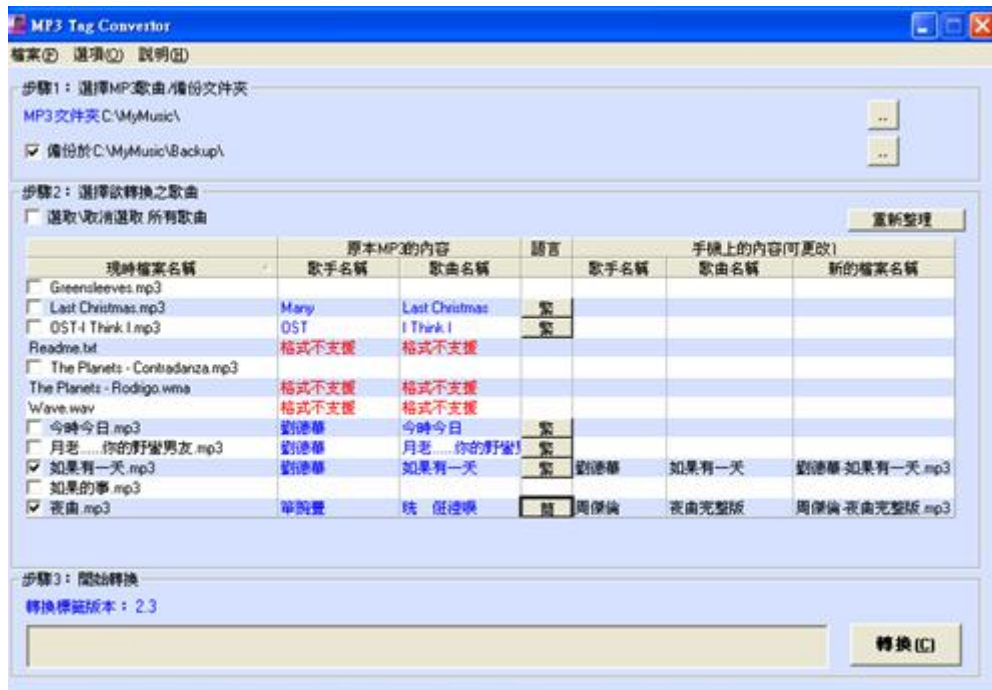 MP3 Tag Convertor
檔案(F) 選項(O) 說明(H)
步驟1：選擇MP3歌曲/備份文件夾
MP3文件夾C:\MyMusic\
..
備份於C:\MyMusic\Backup\
..
步驟2：選擇欲轉換之歌曲
選取\取消選取 所有歌曲
重新整理
原本MP3的內容 語言 手機上的內容(可更改)
現時檔案名稱 歌手名稱 歌曲名稱 歌手名稱 歌曲名稱 新的檔案名稱
Greensleeves.mp3
Last Christmas.mp3 Many Last Christmas 繁
OST-I Think I.mp3 OST I Think I 繁
Readme.txt 格式不支援 格式不支援
The Planets - Contradanza.mp3
The Planets - Rodrigo.wma 格式不支援 格式不支援
Wave.wav 格式不支援 格式不支援
今時今日.mp3 劉德華 今時今日 繁
月老.....你的野蠻男友.mp3 劉德華 月老.....你的野蠻 繁
如果有一天.mp3 劉德華 如果有一天 繁 劉德華 如果有一天 劉德華-如果有一天.mp3
如果的事.mp3
夜曲.mp3 簡 周傑倫 夜曲完整版 周傑倫-夜曲完整版.mp3
步驟3：開始轉換
轉換標籤版本：2.3
轉換(C)